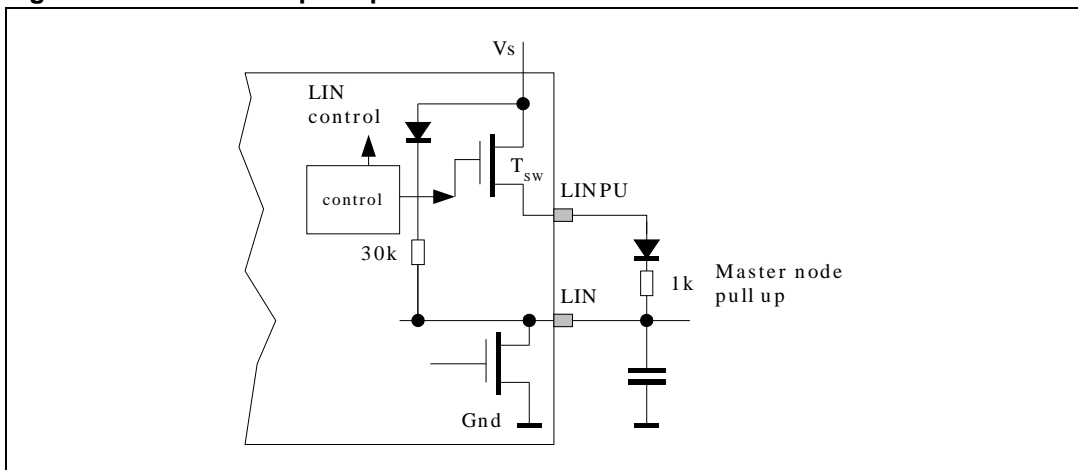 Vs
LIN
control
T_sw
LINPU
control
30k
1k
Master node
pull up
LIN
Gnd